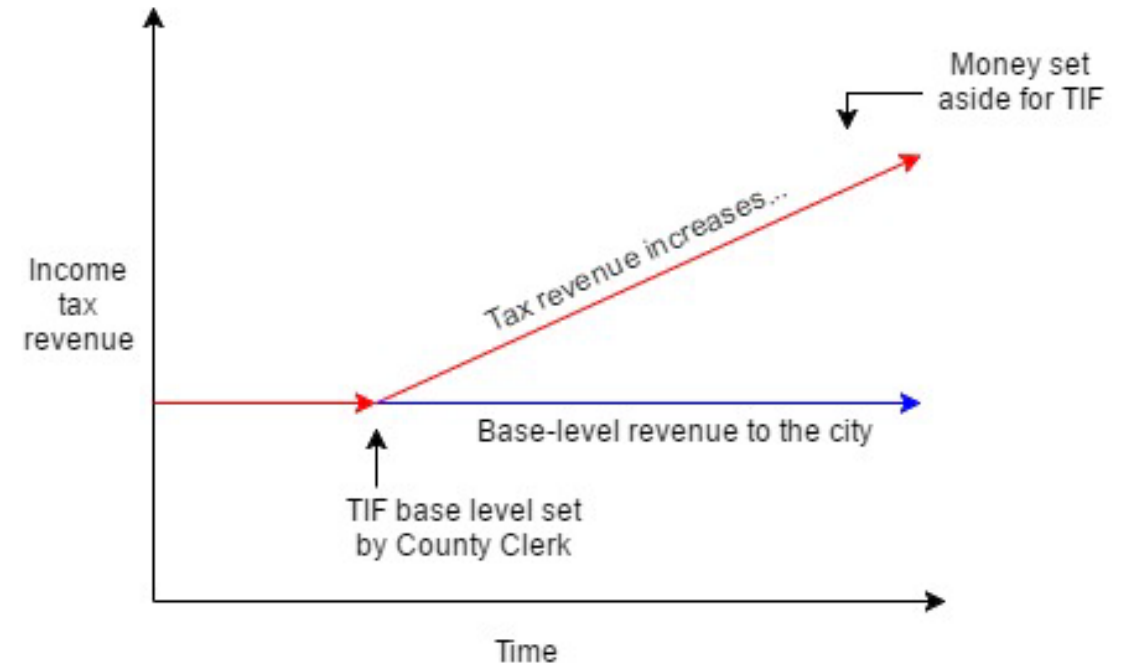 Money set
aside for TIF
Tax revenue increases...
Income
tax
revenue
Base-level revenue to the city
TIF base level set
by County Clerk
Time